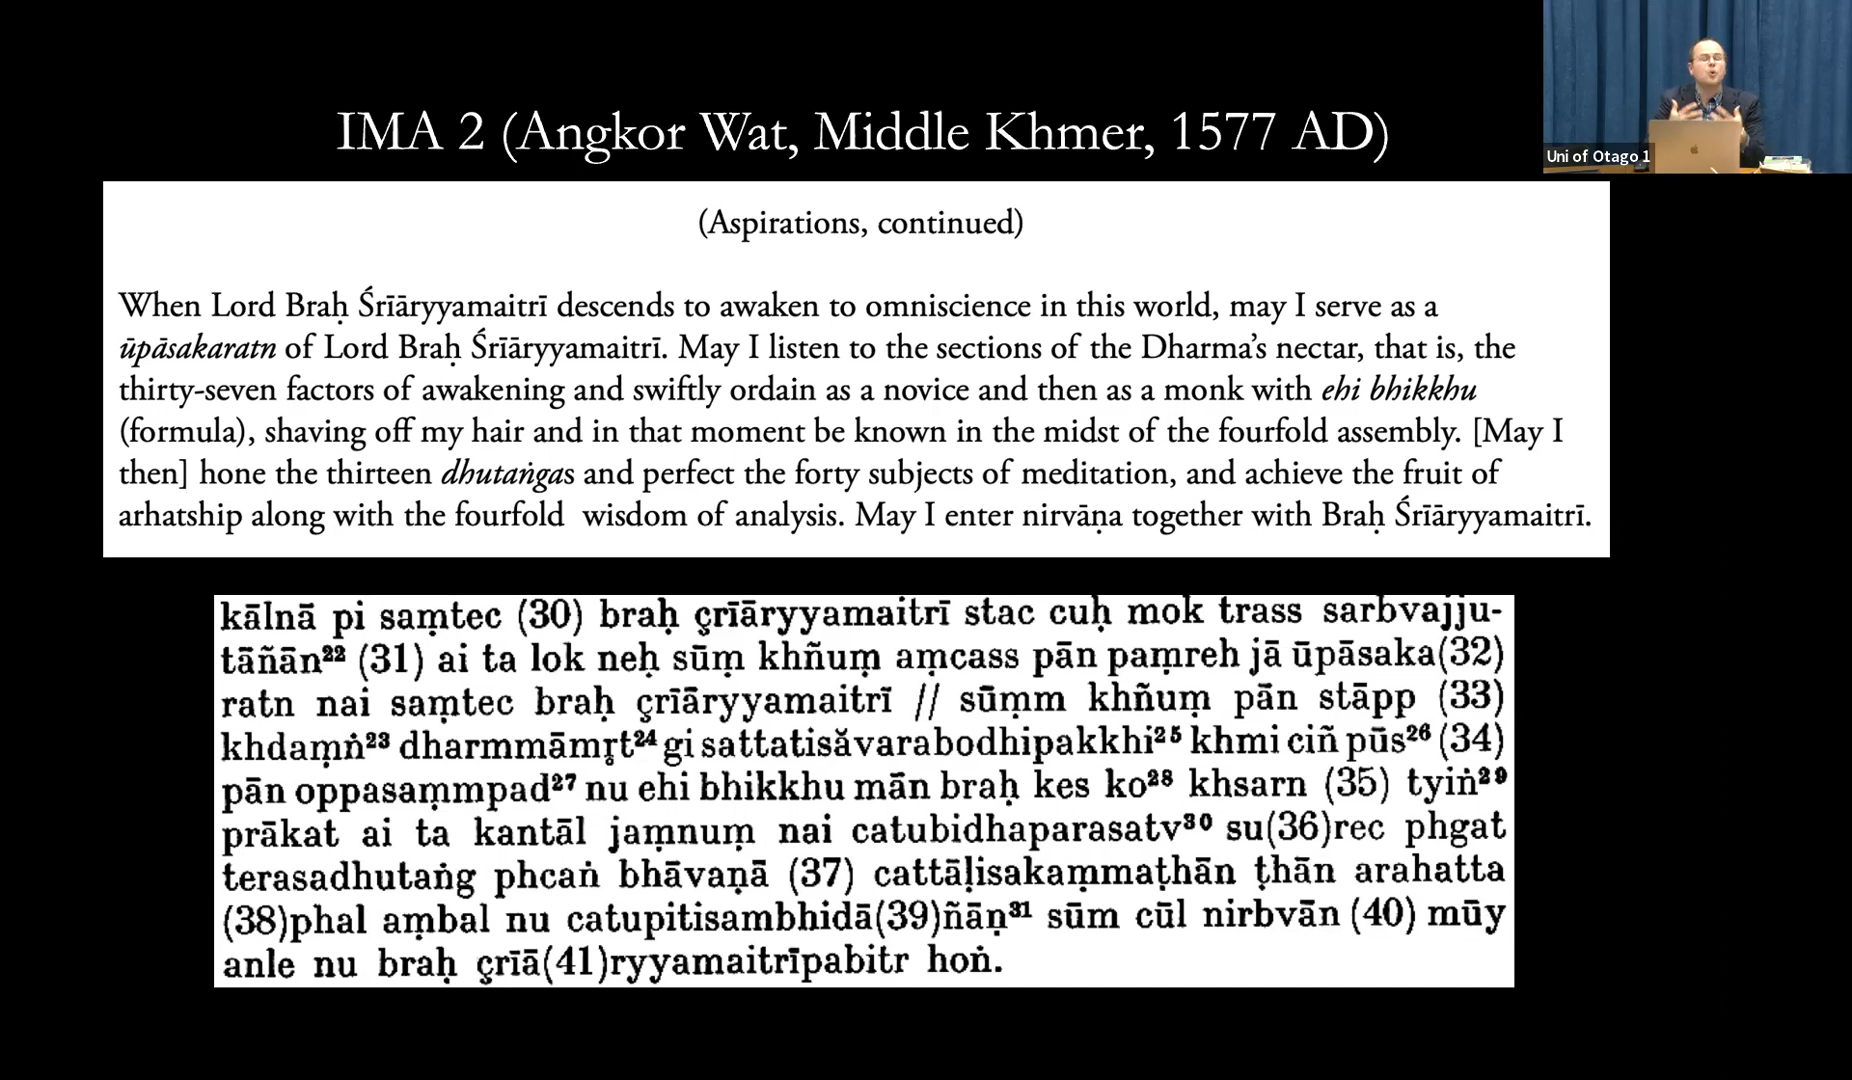 IMA 2 (Angkor Wat, Middle Khmer, 1577 AD)
Uni of Otago 1
(Aspirations, continued)
When Lord Braḥ Śrīāryyamaitrī descends to awaken to omniscience in this world, may I serve as a
ūpāsakaratn of Lord Braḥ Śrīāryyamaitrī. May I listen to the sections of the Dharma’s nectar, that is, the
thirty-seven factors of awakening and swiftly ordain as a novice and then as a monk with ehi bhikkhu
(formula), shaving off my hair and in that moment be known in the midst of the fourfold assembly. [May I
then] hone the thirteen dhutaṅgas and perfect the forty subjects of meditation, and achieve the fruit of
arhatship along with the fourfold  wisdom of analysis. May I enter nirvāṇa together with Braḥ Śrīāryyamaitrī.
kālnā pi saṃtec (30) braḥ çrīāryyamaitrī stac cuḥ mok trass sarbvajju-
tāñān²² (31) ai ta lok neḥ sūṃ khñuṃ aṃcass pān paṃreh jā ūpāsaka(32)
ratn nai saṃtec braḥ çrīāryyamaitrī // sūṃm khñuṃ pān stāpp (33)
khdaṃṅ²³ dharmmāmr̥t²⁴ gi sattatisăvarabodhipakkhi²⁵ khmi ciñ pūs²⁶ (34)
pān oppasaṃmpad²⁷ nu ehi bhikkhu mān braḥ kes ko²⁸ khsarn (35) tyiṅ²⁹
prākat ai ta kantāl jaṃnuṃ nai catubidhaparasatv³⁰ su(36)rec phgat
terasadhutaṅg phcaṅ bhāvaṇā (37) cattāḷisakaṃmaṭhān ṭhān arahatta
(38)phal aṃbal nu catupitisambhidā(39)ñāṇ³¹ sūm cūl nirbvān (40) mūy
anle nu braḥ çrīā(41)ryyamaitrīpabitr hoṅ.